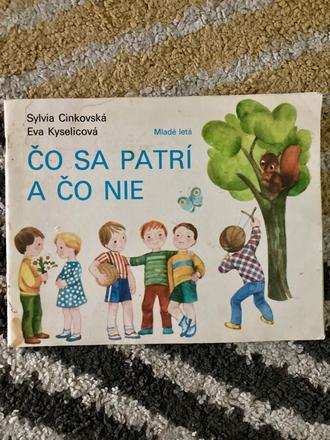 Sylvia Cinkovská
Eva Kyselicová
Mladé letá
ČO SA PATRÍ
A ČO NIE